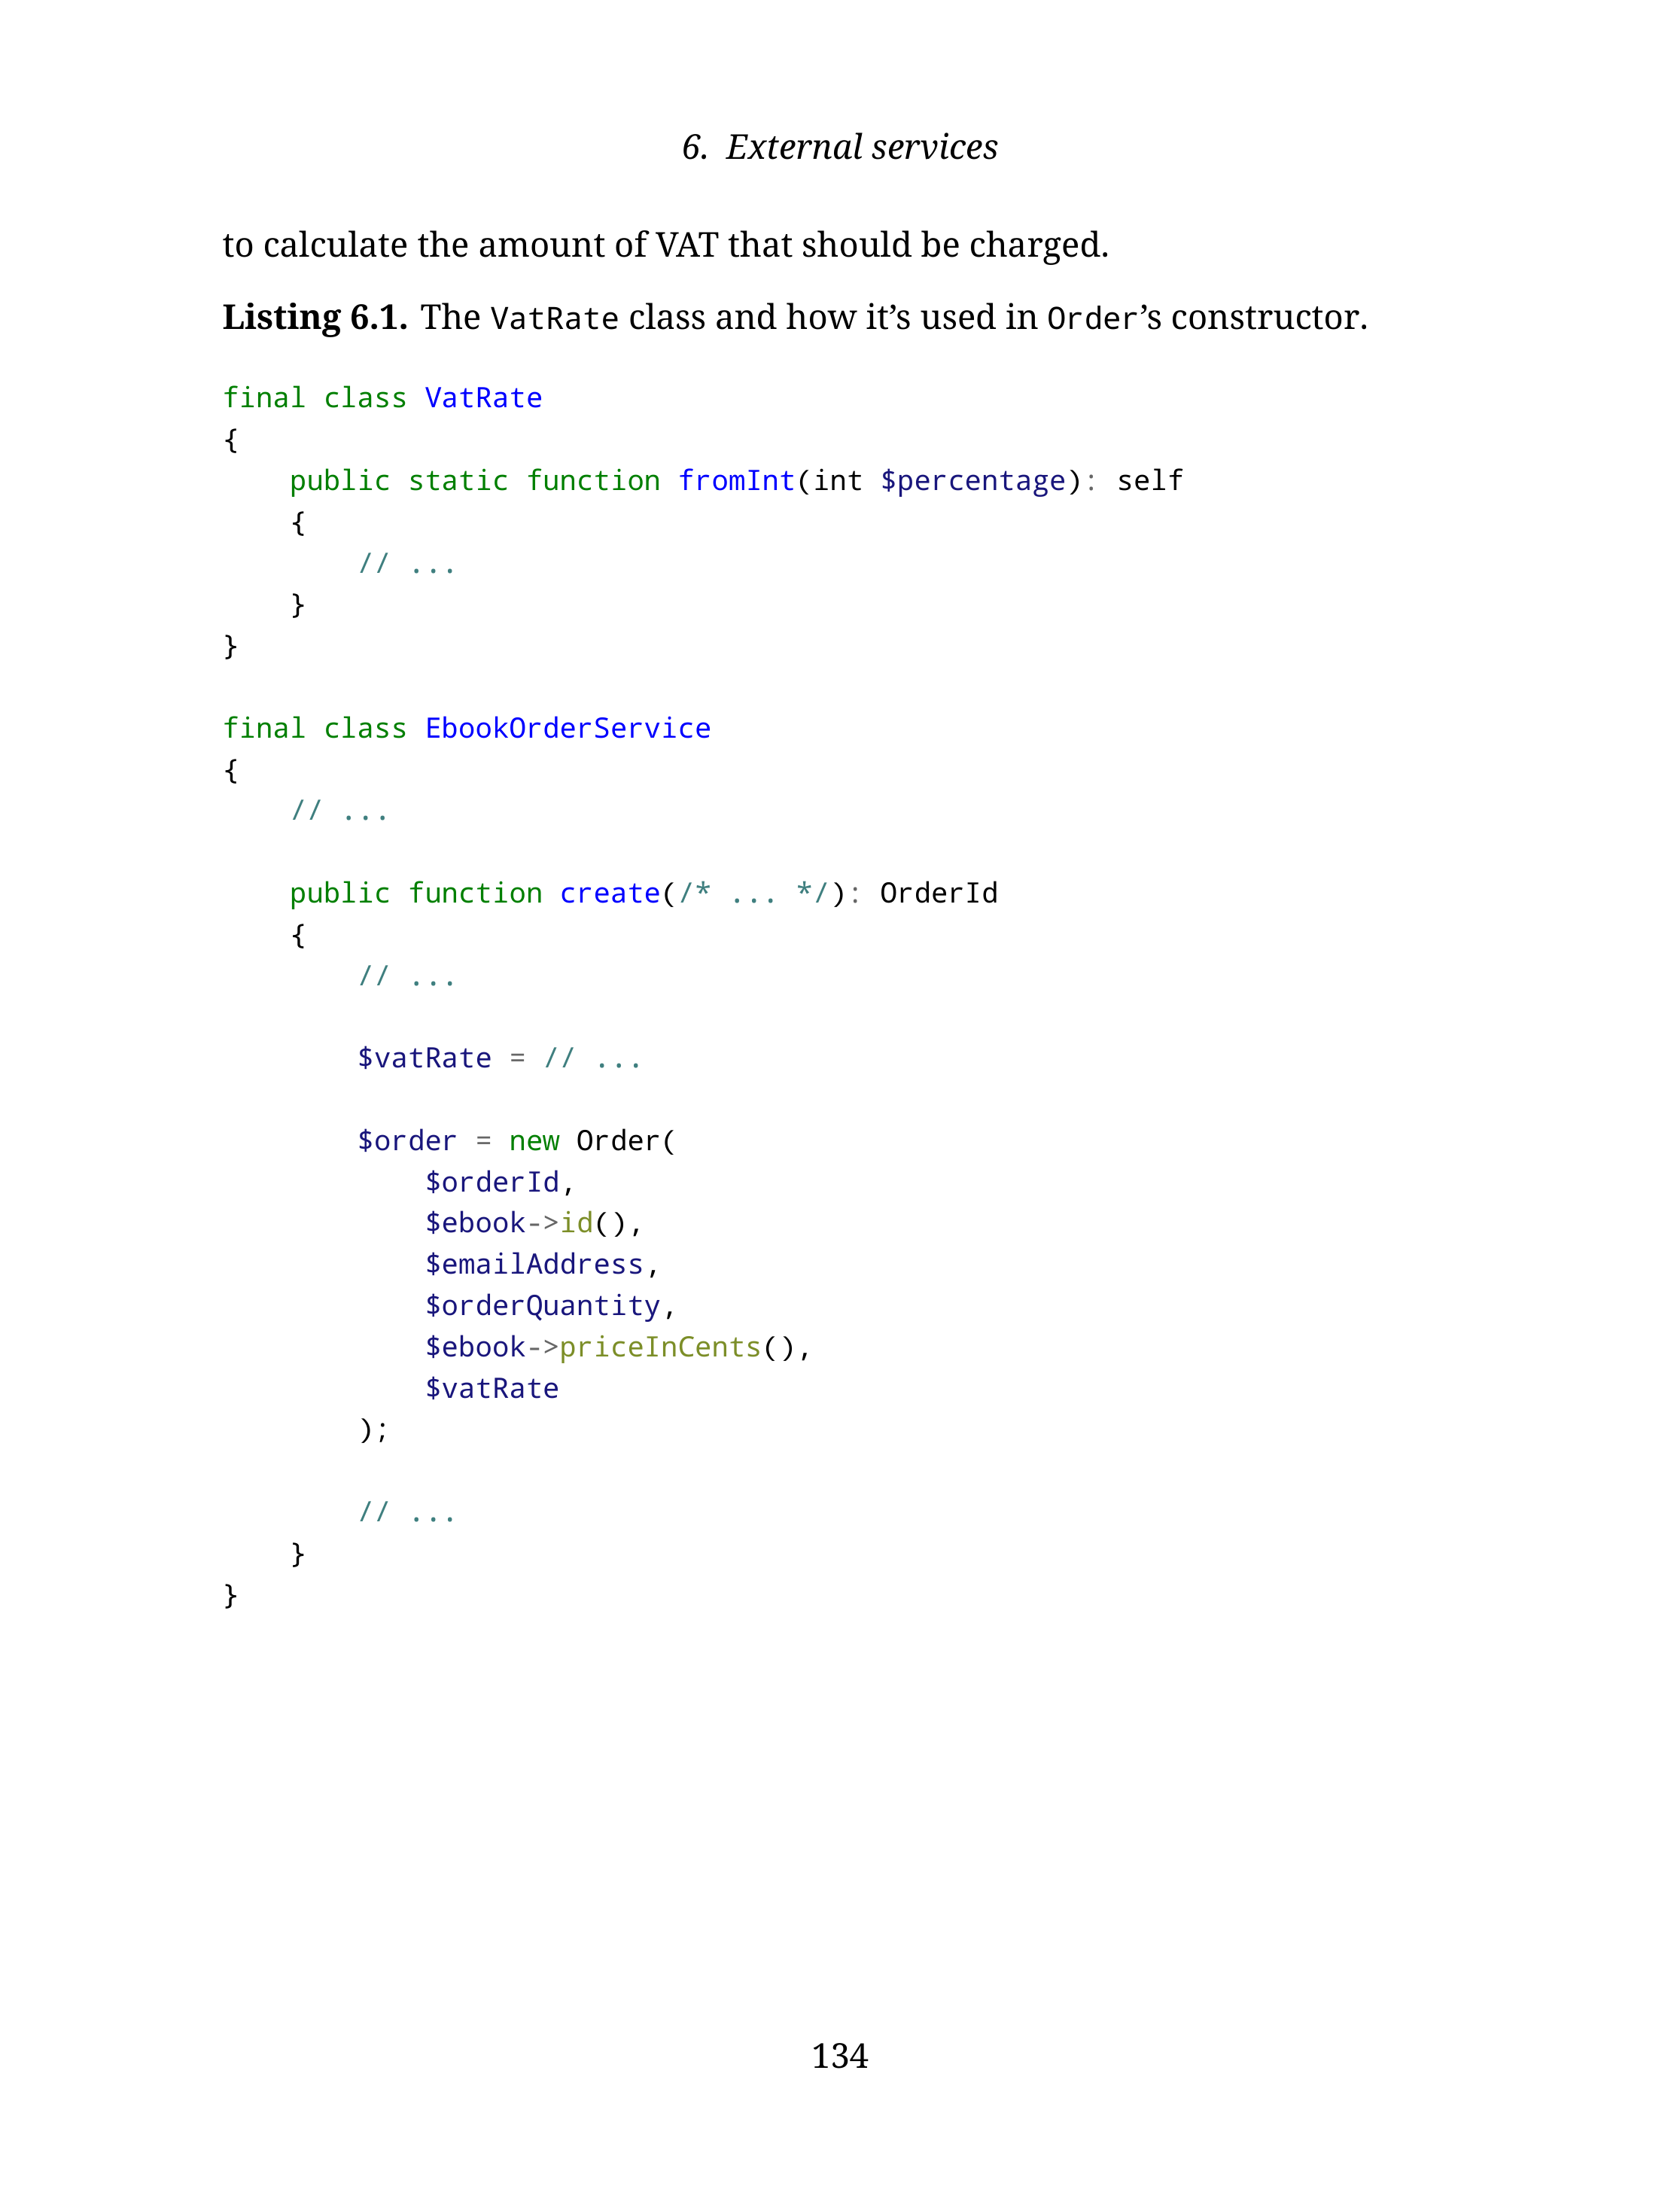 6. External services
to calculate the amount of VAT that should be charged.
Listing 6.1. The VatRate class and how it’s used in Order’s constructor.
final class VatRate
{
    public static function fromInt(int $percentage): self
    {
        // ...
    }
}

final class EbookOrderService
{
    // ...

    public function create(/* ... */): OrderId
    {
        // ...

        $vatRate = // ...

        $order = new Order(
            $orderId,
            $ebook->id(),
            $emailAddress,
            $orderQuantity,
            $ebook->priceInCents(),
            $vatRate
        );

        // ...
    }
}
134